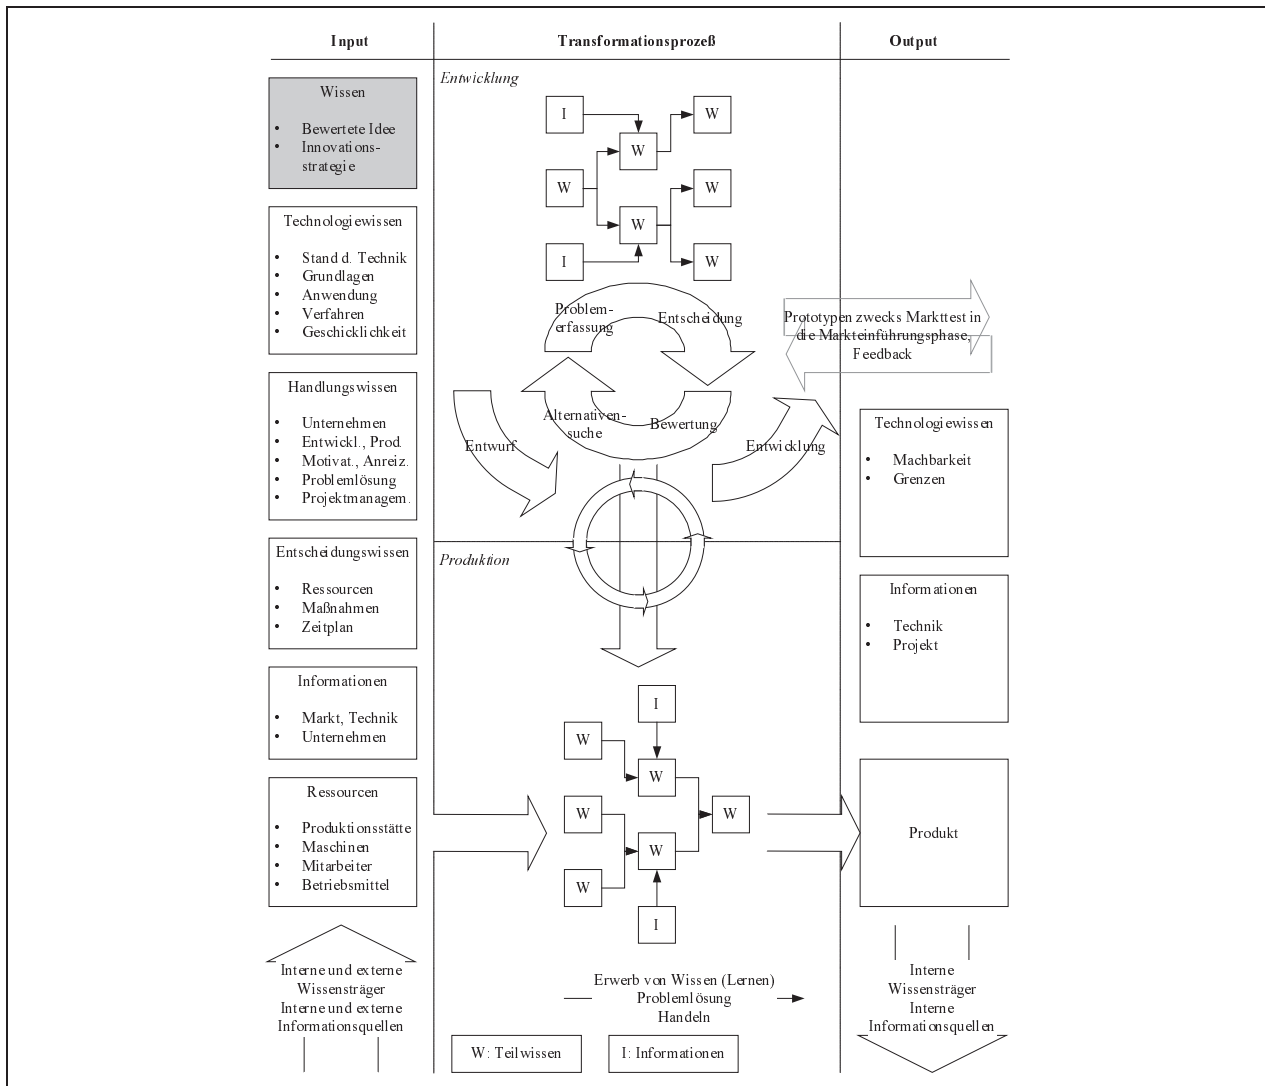 Input
Transformationsprozeß
Output
Wissen
• Bewertete Idee
• Innovations-
strategie
Technologiewissen
• Stand d. Technik
• Grundlagen
• Anwendung
• Verfahren
• Geschicklichkeit
Handlungswissen
• Unternehmen
• Entwickl., Prod.
• Motivat., Anreiz.
• Problemlösung
• Projektmanagem.
Entscheidungswissen
• Ressourcen
• Maßnahmen
• Zeitplan
Informationen
• Markt, Technik
• Unternehmen
Ressourcen
• Produktionsstätte
• Maschinen
• Mitarbeiter
• Betriebsmittel
Interne und externe
Wissensträger
Interne und externe
Informationsquellen
Entwicklung
I
W
W
W
W
W
I
W
Problem-
erfassung
Entscheidung
Alternativen-
suche
Bewertung
Entwurf
Entwicklung
Produktion
I
W
W
W
W
W
W
I
Erwerb von Wissen (Lernen)
Problemlösung
Handeln
W: Teilwissen
I: Informationen
Prototypen zwecks Markttest in
die Markteinführungsphase,
Feedback
Technologiewissen
• Machbarkeit
• Grenzen
Informationen
• Technik
• Projekt
Produkt
Interne
Wissensträger
Interne
Informationsquellen